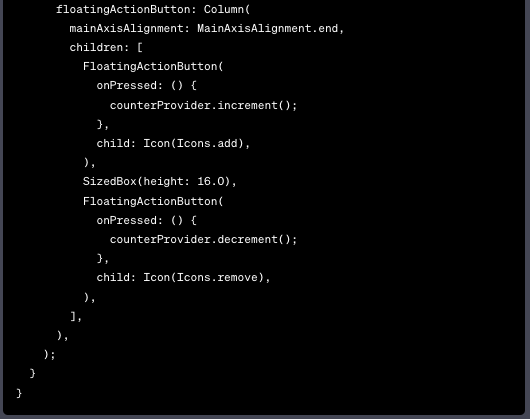 floatingActionButton: Column(
mainAxisAlignment: MainAxisAlignment.end,
children: [
FloatingActionButton(
onPressed: () {
counterProvider.increment();
},
child: Icon(Icons.add),
),
SizedBox(height: 16.0),
FloatingActionButton(
onPressed: () {
counterProvider.decrement();
},
child: Icon(Icons.remove),
),
],
),
);
}
}